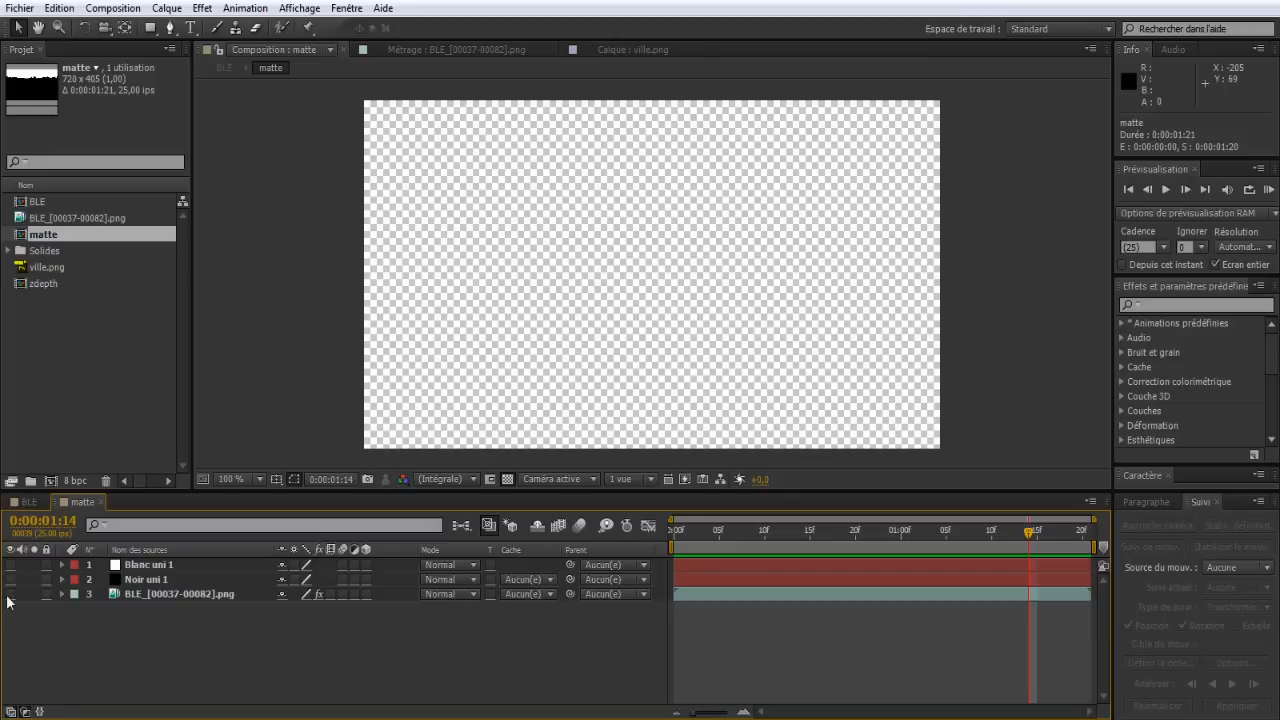 Fichier Edition Composition Calque Effet Animation Affichage Fenêtre Aide
Espace de travail : Standard
Rechercher dans l'aide
Projet
Composition : matte
Métrage : BLE_[00037-00082].png
Calque : ville.png
Info
Audio
BLE
matte
matte ▾ , 1 utilisation
720 x 405 (1,00)
Δ 0:00:01:21, 25,00 ips
R :
V :
B :
A : 0
X : -205
Y : 69
matte
Durée : 0:00:01:21
E : 0:00:00:00, S : 0:00:01:20
Prévisualisation
Nom
BLE
BLE_[00037-00082].png
matte
Solides
ville.png
zdepth
Options de prévisualisation RAM
Cadence Ignorer Résolution
(25) 0 Automat...
Depuis cet instant Ecran entier
Effets et paramètres prédéfinis
* Animations prédéfinies
Audio
Bruit et grain
Cache
Correction colorimétrique
Couche 3D
Couches
Déformation
Esthétiques
8 bpc
100 %
0:00:01:14
(Intégrale)
Caméra active
1 vue
+0,0
Caractère
BLE
matte
Paragraphe
Suivi
0:00:01:14
00039 (25.00 ips)
:00f 05f 10f 15f 20f 01:00f 05f 10f 15f 20f
N° Nom des sources Mode T Cache Parent
1 Blanc uni 1 Normal Aucun(e)
2 Noir uni 1 Normal Aucun(e) Aucun(e)
3 BLE_[00037-00082].png Normal Aucun(e) Aucun(e)
Approche caméra Stabil. déformat.
Suivi de mouv. Stabiliser le mouv.
Source du mouv. : Aucune
Suivi actuel : Aucune
Type de suivi : Transformer
Position Rotation Echelle
Cible du mouv. :
Définir la cible... Options...
Analyser :
Réinitialiser Appliquer